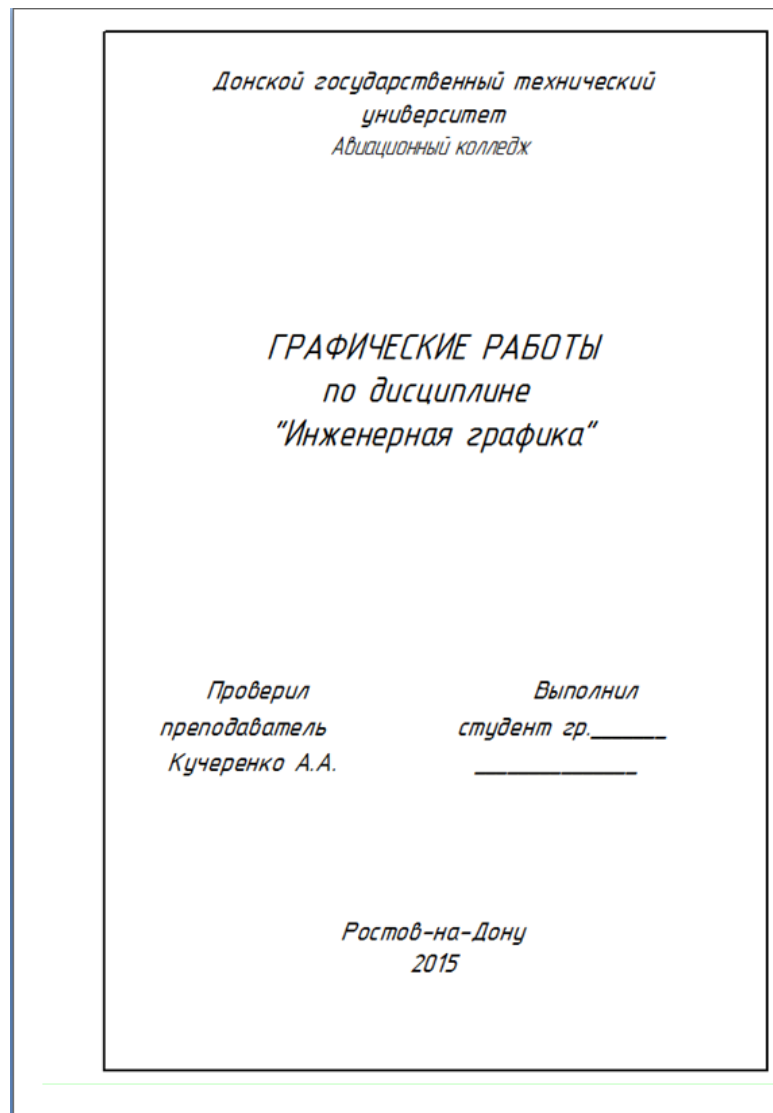 Донской государственный технический
университет
Авиационный колледж
ГРАФИЧЕСКИЕ РАБОТЫ
по дисциплине
"Инженерная графика"
Проверил
преподаватель
Кучеренко А.А.
Выполнил
студент гр.______
_____________
Ростов-на-Дону
2015